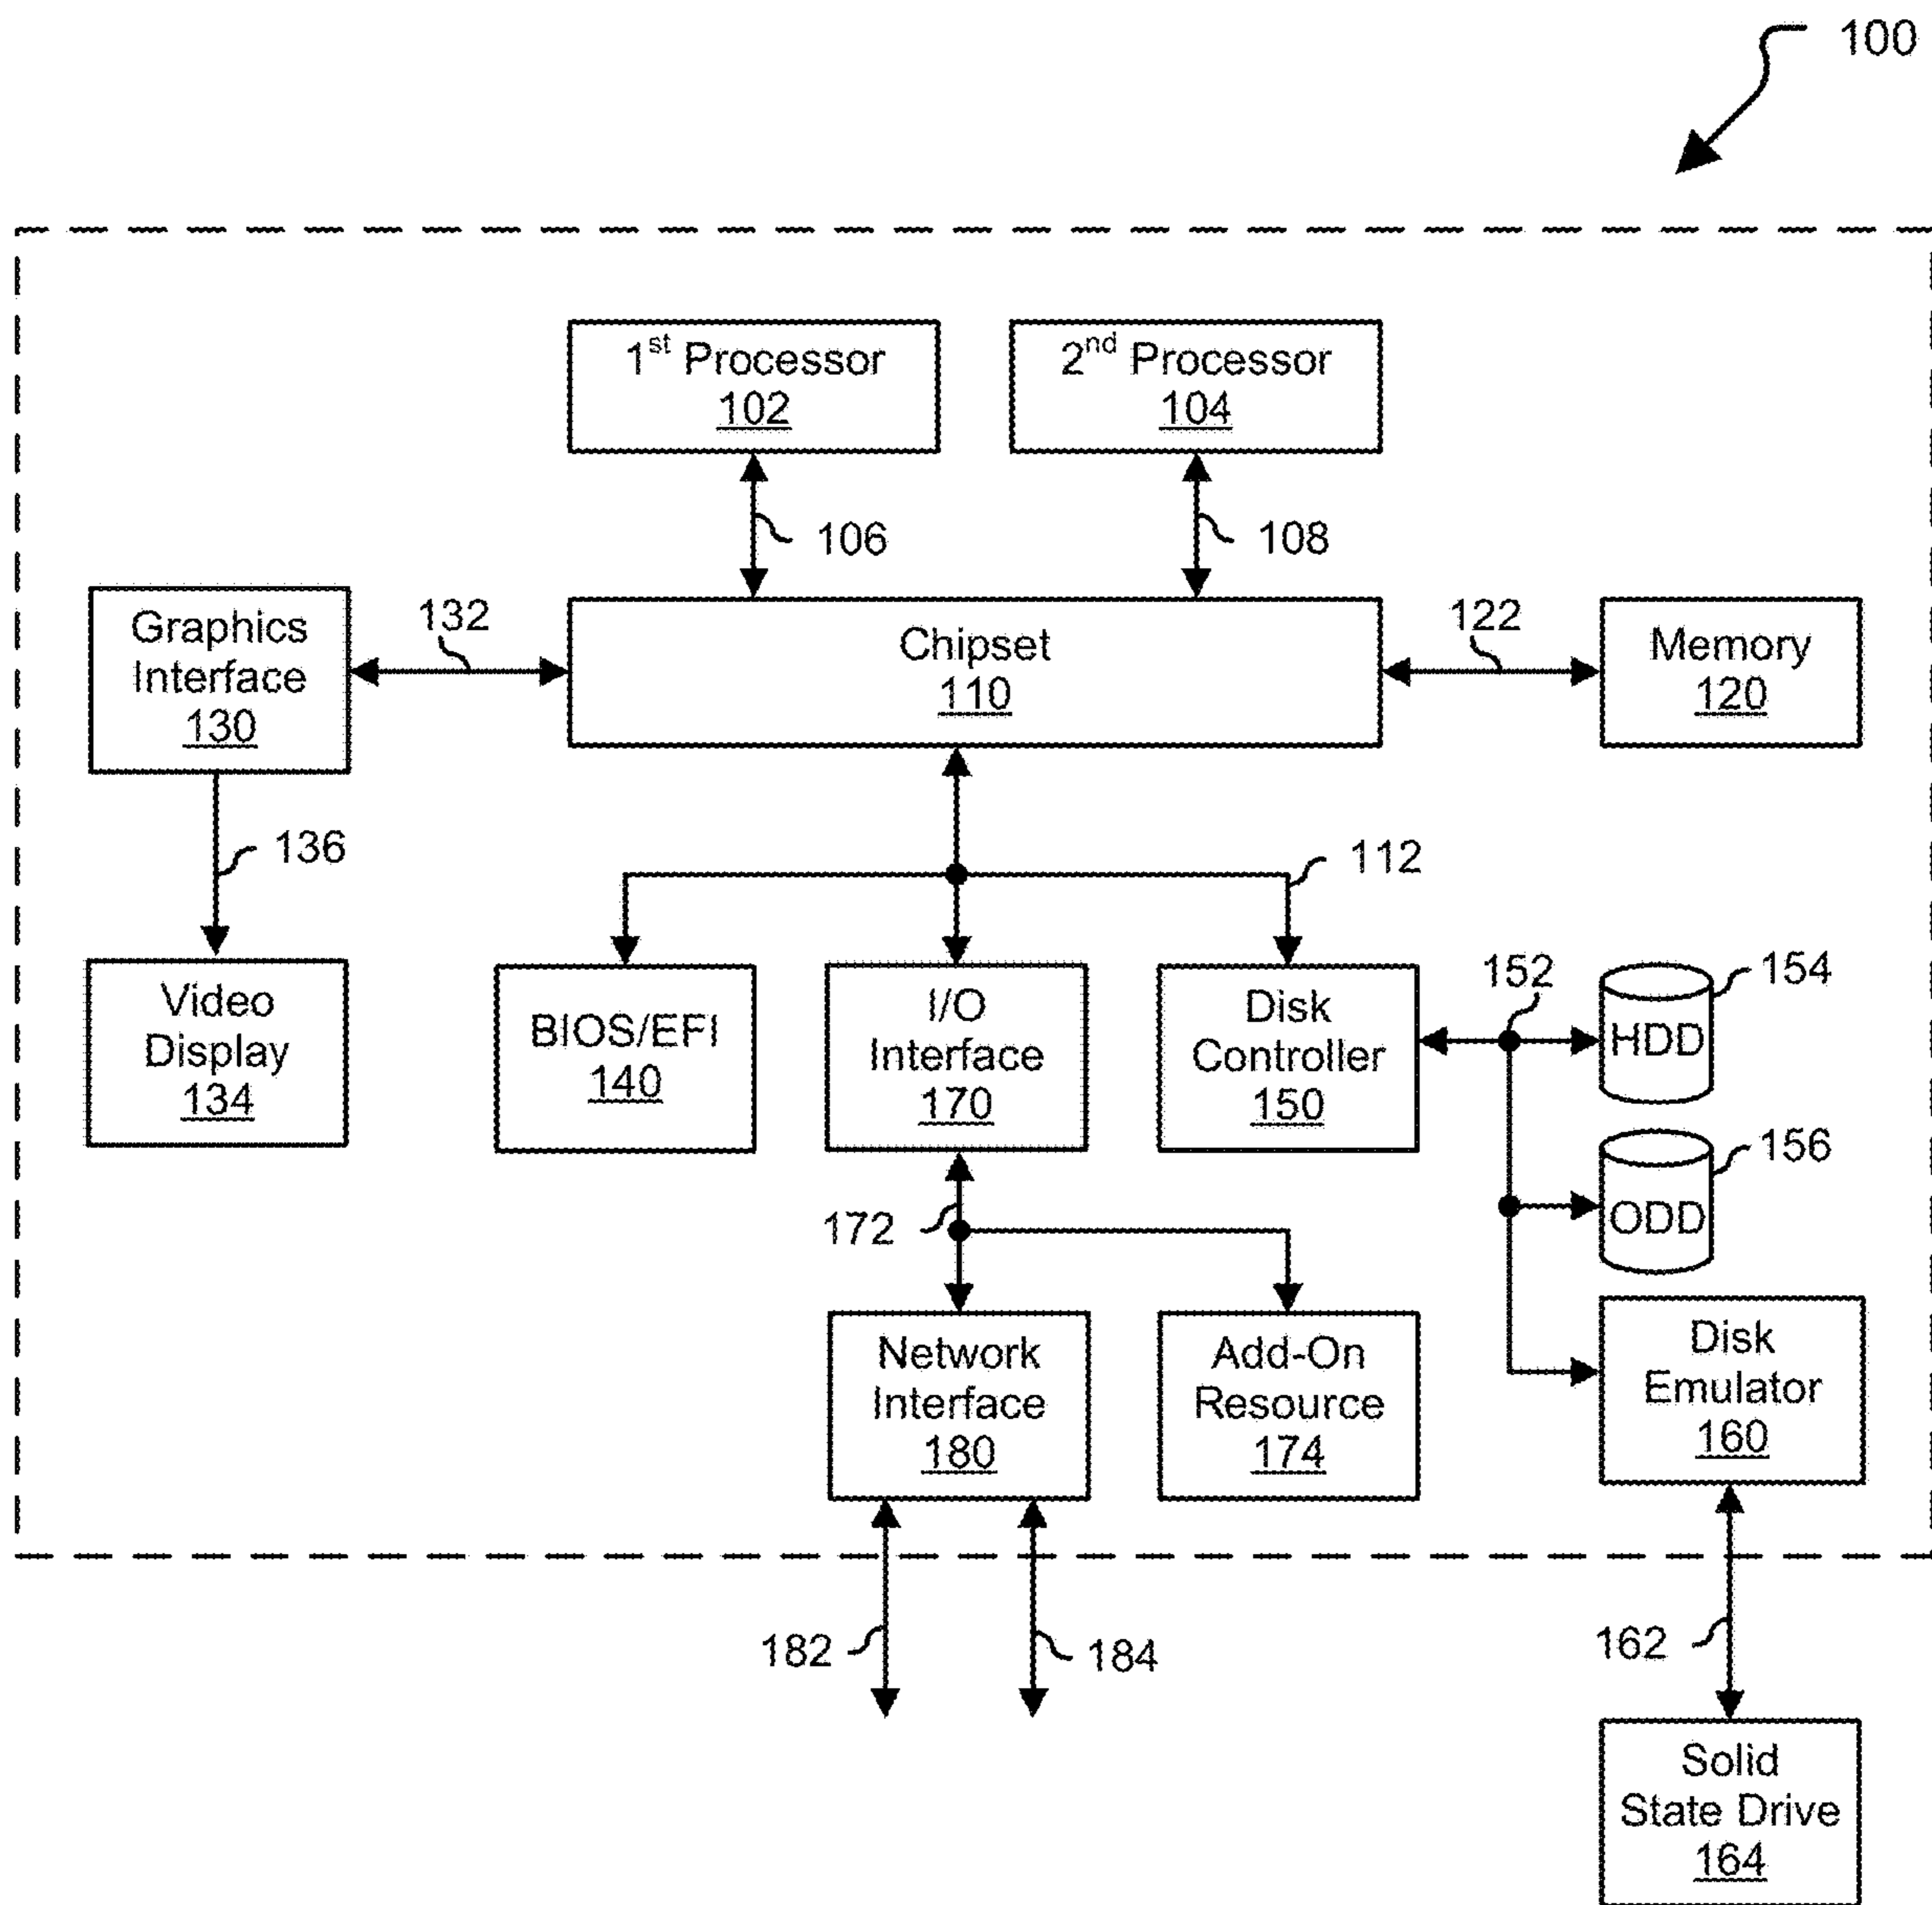 100
1st Processor
102
2nd Processor
104
106
108
Graphics
Interface
130
132
Chipset
110
122
Memory
120
136
112
Video
Display
134
BIOS/EFI
140
I/O
Interface
170
Disk
Controller
150
152
HDD
154
ODD
156
172
Network
Interface
180
Add-On
Resource
174
Disk
Emulator
160
182
184
162
Solid
State Drive
164